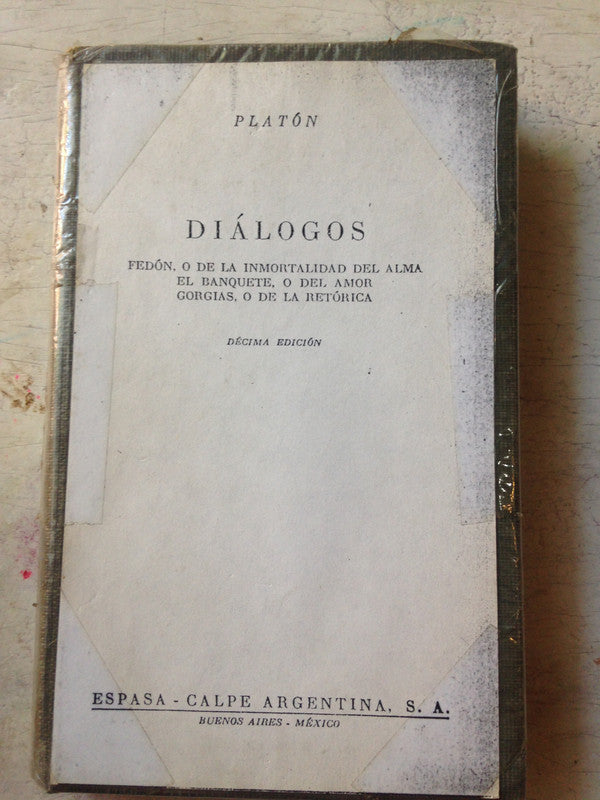 PLATÓN
DIÁLOGOS
FEDÓN, O DE LA INMORTALIDAD DEL ALMA
EL BANQUETE, O DEL AMOR
GORGIAS, O DE LA RETÓRICA
DÉCIMA EDICIÓN
ESPASA - CALPE ARGENTINA, S. A.
BUENOS AIRES - MÉXICO